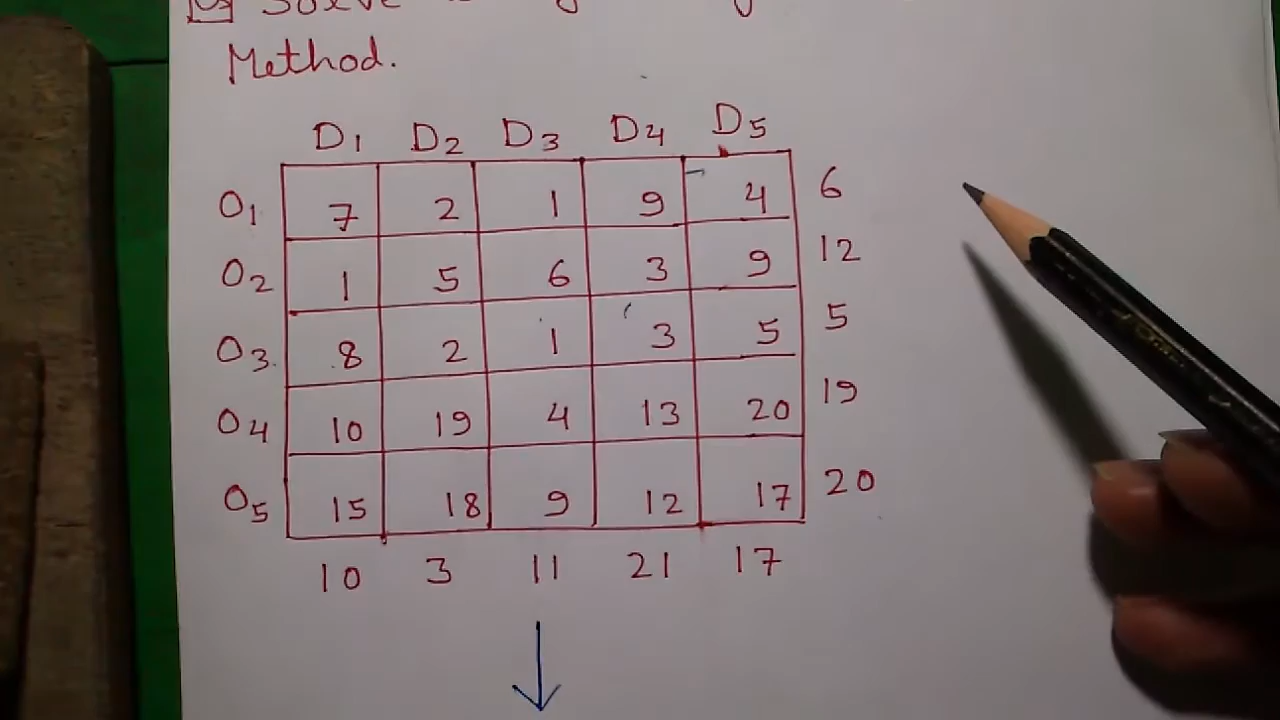 Solve
Method.
D1 D2 D3 D4 D5
O1 7 2 1 9 4 6
O2 1 5 6 3 9 12
O3 8 2 1 3 5 5
O4 10 19 4 13 20 19
O5 15 18 9 12 17 20
10 3 11 21 17